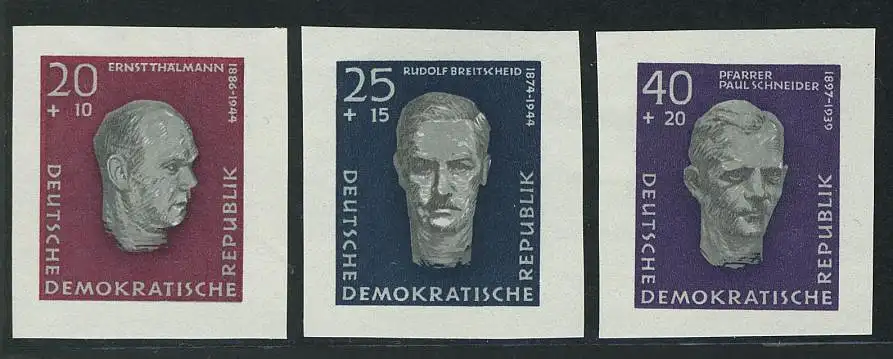 20
ERNST THÄLMANN
+ 10
1886-1944
DEUTSCHE
DEMOKRATISCHE
REPUBLIK
25
RUDOLF BREITSCHEID
+ 15
1874-1944
DEUTSCHE
DEMOKRATISCHE
REPUBLIK
40
PFARRER
PAUL SCHNEIDER
+ 20
1897-1939
DEUTSCHE
DEMOKRATISCHE
REPUBLIK